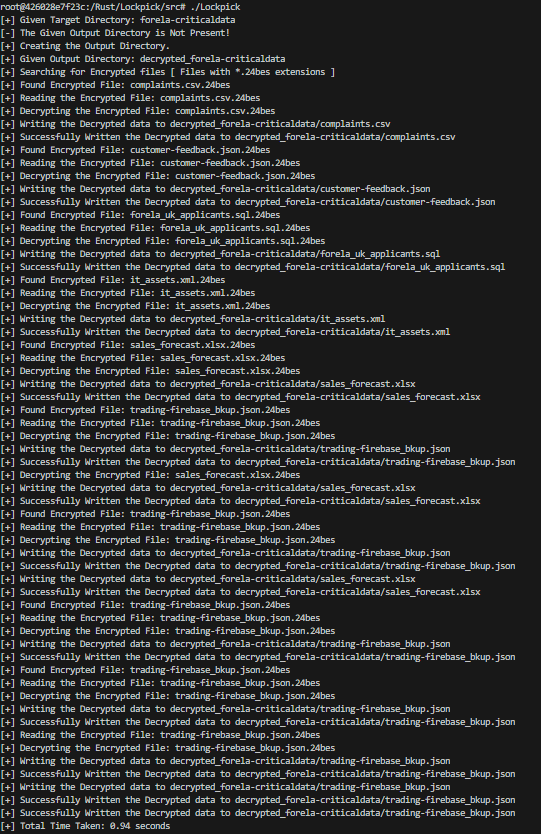 root@426028e7f23c:/Rust/Lockpick/src# ./Lockpick
[+] Given Target Directory: forela-criticaldata
[-] The Given Output Directory is Not Present!
[+] Creating the Output Directory.
[+] Given Output Directory: decrypted_forela-criticaldata
[+] Searching for Encrypted files [ Files with *.24bes extensions ]
[+] Found Encrypted File: complaints.csv.24bes
[+] Reading the Encrypted File: complaints.csv.24bes
[+] Decrypting the Encrypted File: complaints.csv.24bes
[+] Writing the Decrypted data to decrypted_forela-criticaldata/complaints.csv
[+] Successfully Written the Decrypted data to decrypted_forela-criticaldata/complaints.csv
[+] Found Encrypted File: customer-feedback.json.24bes
[+] Reading the Encrypted File: customer-feedback.json.24bes
[+] Decrypting the Encrypted File: customer-feedback.json.24bes
[+] Writing the Decrypted data to decrypted_forela-criticaldata/customer-feedback.json
[+] Successfully Written the Decrypted data to decrypted_forela-criticaldata/customer-feedback.json
[+] Found Encrypted File: forela_uk_applicants.sql.24bes
[+] Reading the Encrypted File: forela_uk_applicants.sql.24bes
[+] Decrypting the Encrypted File: forela_uk_applicants.sql.24bes
[+] Writing the Decrypted data to decrypted_forela-criticaldata/forela_uk_applicants.sql
[+] Successfully Written the Decrypted data to decrypted_forela-criticaldata/forela_uk_applicants.sql
[+] Found Encrypted File: it_assets.xml.24bes
[+] Reading the Encrypted File: it_assets.xml.24bes
[+] Decrypting the Encrypted File: it_assets.xml.24bes
[+] Writing the Decrypted data to decrypted_forela-criticaldata/it_assets.xml
[+] Successfully Written the Decrypted data to decrypted_forela-criticaldata/it_assets.xml
[+] Found Encrypted File: sales_forecast.xlsx.24bes
[+] Reading the Encrypted File: sales_forecast.xlsx.24bes
[+] Decrypting the Encrypted File: sales_forecast.xlsx.24bes
[+] Writing the Decrypted data to decrypted_forela-criticaldata/sales_forecast.xlsx
[+] Successfully Written the Decrypted data to decrypted_forela-criticaldata/sales_forecast.xlsx
[+] Found Encrypted File: trading-firebase_bkup.json.24bes
[+] Reading the Encrypted File: trading-firebase_bkup.json.24bes
[+] Decrypting the Encrypted File: trading-firebase_bkup.json.24bes
[+] Writing the Decrypted data to decrypted_forela-criticaldata/trading-firebase_bkup.json
[+] Successfully Written the Decrypted data to decrypted_forela-criticaldata/trading-firebase_bkup.json
[+] Decrypting the Encrypted File: sales_forecast.xlsx.24bes
[+] Writing the Decrypted data to decrypted_forela-criticaldata/sales_forecast.xlsx
[+] Successfully Written the Decrypted data to decrypted_forela-criticaldata/sales_forecast.xlsx
[+] Found Encrypted File: trading-firebase_bkup.json.24bes
[+] Reading the Encrypted File: trading-firebase_bkup.json.24bes
[+] Decrypting the Encrypted File: trading-firebase_bkup.json.24bes
[+] Writing the Decrypted data to decrypted_forela-criticaldata/trading-firebase_bkup.json
[+] Successfully Written the Decrypted data to decrypted_forela-criticaldata/trading-firebase_bkup.json
[+] Writing the Decrypted data to decrypted_forela-criticaldata/sales_forecast.xlsx
[+] Successfully Written the Decrypted data to decrypted_forela-criticaldata/sales_forecast.xlsx
[+] Found Encrypted File: trading-firebase_bkup.json.24bes
[+] Reading the Encrypted File: trading-firebase_bkup.json.24bes
[+] Decrypting the Encrypted File: trading-firebase_bkup.json.24bes
[+] Writing the Decrypted data to decrypted_forela-criticaldata/trading-firebase_bkup.json
[+] Successfully Written the Decrypted data to decrypted_forela-criticaldata/trading-firebase_bkup.json
[+] Found Encrypted File: trading-firebase_bkup.json.24bes
[+] Reading the Encrypted File: trading-firebase_bkup.json.24bes
[+] Decrypting the Encrypted File: trading-firebase_bkup.json.24bes
[+] Writing the Decrypted data to decrypted_forela-criticaldata/trading-firebase_bkup.json
[+] Successfully Written the Decrypted data to decrypted_forela-criticaldata/trading-firebase_bkup.json
[+] Reading the Encrypted File: trading-firebase_bkup.json.24bes
[+] Decrypting the Encrypted File: trading-firebase_bkup.json.24bes
[+] Writing the Decrypted data to decrypted_forela-criticaldata/trading-firebase_bkup.json
[+] Successfully Written the Decrypted data to decrypted_forela-criticaldata/trading-firebase_bkup.json
[+] Writing the Decrypted data to decrypted_forela-criticaldata/trading-firebase_bkup.json
[+] Successfully Written the Decrypted data to decrypted_forela-criticaldata/trading-firebase_bkup.json
[+] Successfully Written the Decrypted data to decrypted_forela-criticaldata/trading-firebase_bkup.json
[+] Total Time Taken: 0.94 seconds